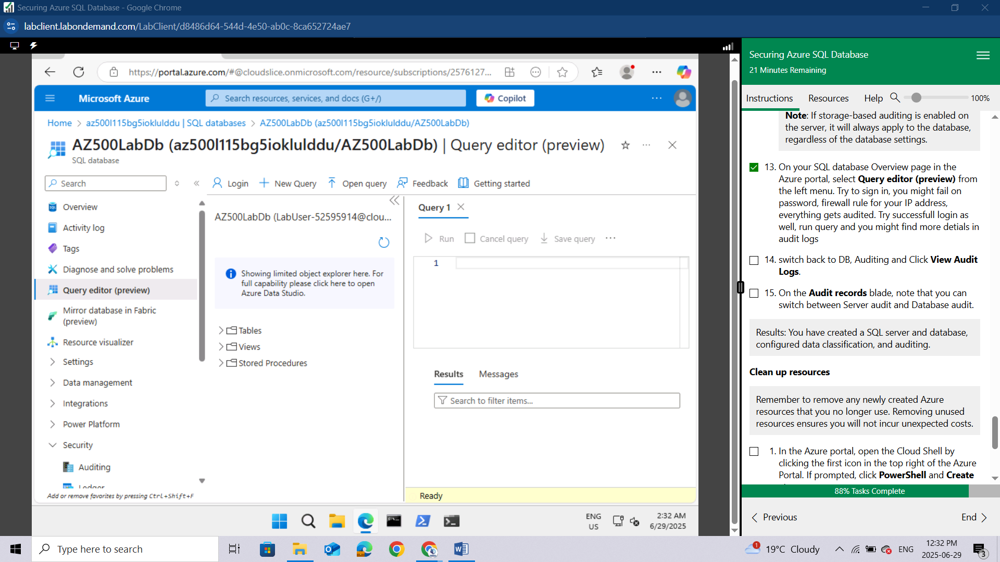 Securing Azure SQL Database - Google Chrome
labclient.labondemand.com/LabClient/d8486d64-544d-4e50-ab0c-8ca652724ae7
https://portal.azure.com/#@cloudslice.onmicrosoft.com/resource/subscriptions/2576127...
Microsoft Azure
Search resources, services, and docs (G+/)
Copilot
Home > az500l115bg5ioklulddu | SQL databases > AZ500LabDb (az500l115bg5ioklulddu/AZ500LabDb)
AZ500LabDb (az500l115bg5ioklulddu/AZ500LabDb) | Query editor (preview)
SQL database
Search
Overview
Activity log
Tags
Diagnose and solve problems
Query editor (preview)
Mirror database in Fabric
(preview)
Resource visualizer
Settings
Data management
Integrations
Power Platform
Security
Auditing
Ledger
Add or remove favorites by pressing Ctrl+Shift+F
Login
New Query
Open query
Feedback
Getting started
AZ500LabDb (LabUser-52595914@clou...
Showing limited object explorer here. For
full capability please click here to open
Azure Data Studio.
Tables
Views
Stored Procedures
Query 1
Run
Cancel query
Save query
1
Results
Messages
Search to filter items...
Ready
ENG
US
2:32 AM
6/29/2025
Securing Azure SQL Database
21 Minutes Remaining
Instructions
Resources
Help
100%
Note: If storage-based auditing is enabled on
the server, it will always apply to the database,
regardless of the database settings.
13. On your SQL database Overview page in the
Azure portal, select Query editor (preview) from
the left menu. Try to sign in, you might fail on
password, firewall rule for your IP address,
everything gets audited. Try successfull login as
well, run query and you might find more detials in
audit logs
14. switch back to DB, Auditing and Click View Audit
Logs.
15. On the Audit records blade, note that you can
switch between Server audit and Database audit.
Results: You have created a SQL server and database,
configured data classification, and auditing.
Clean up resources
Remember to remove any newly created Azure
resources that you no longer use. Removing unused
resources ensures you will not incur unexpected costs.
1. In the Azure portal, open the Cloud Shell by
clicking the first icon in the top right of the Azure
Portal. If prompted, click PowerShell and Create
88% Tasks Complete
Previous
End
Type here to search
1
19°C Cloudy
ENG
12:32 PM
2025-06-29
3